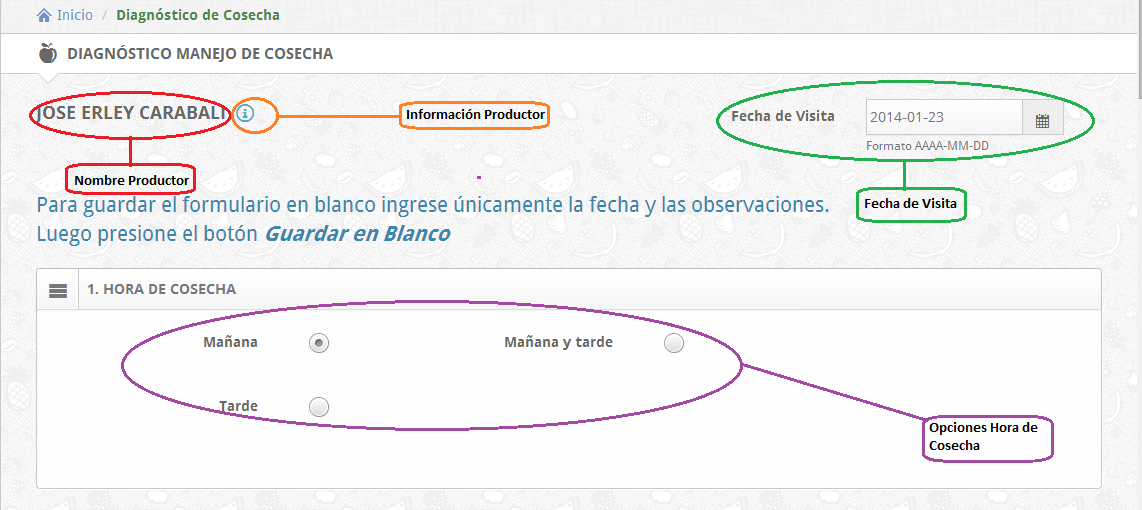 Inicio / Diagnóstico de Cosecha
DIAGNÓSTICO MANEJO DE COSECHA
JOSE ERLEY CARABALI
Información Productor
Fecha de Visita
2014-01-23
Formato AAAA-MM-DD
Nombre Productor
Fecha de Visita
Para guardar el formulario en blanco ingrese únicamente la fecha y las observaciones.
Luego presione el botón Guardar en Blanco
1. HORA DE COSECHA
Mañana
Mañana y tarde
Tarde
Opciones Hora de
Cosecha